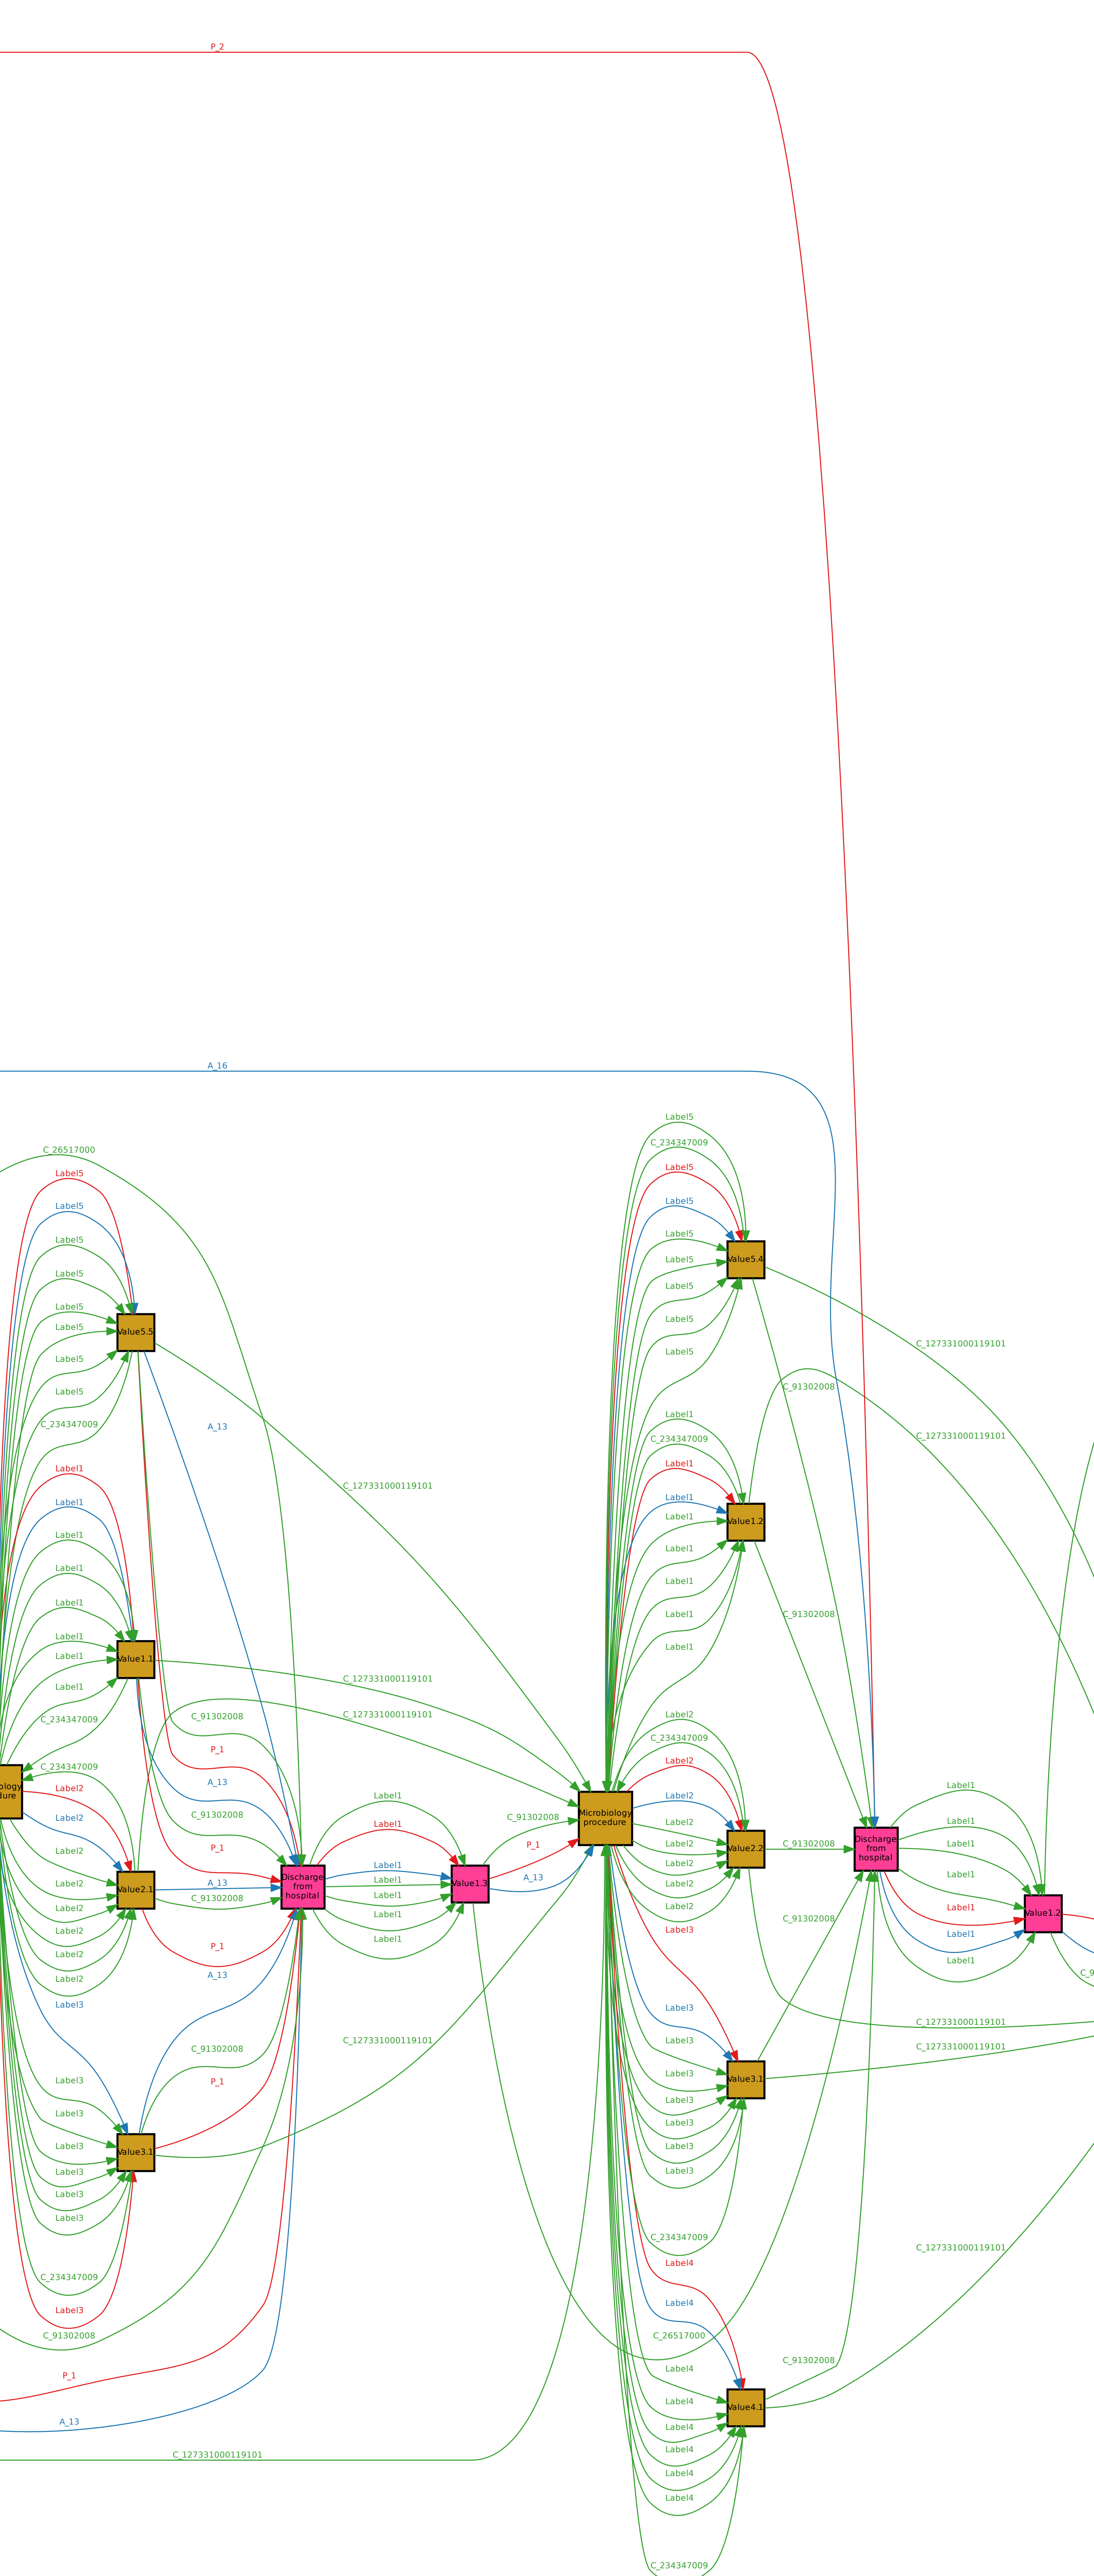 P_2
A_16
C_26517000
Label5
Label5
Label5
Label5
Label5
Label5
Label5
Label5
C_234347009
Value5.5
Label1
Label1
Label1
Label1
Label1
Label1
Label1
Label1
C_234347009
Value1.1
ology
dure
C_234347009
Label2
Label2
Label2
Label2
Label2
Label2
Label2
Label2
Value2.1
Label3
Label3
Label3
Label3
Label3
Label3
Label3
C_234347009
Label3
Value3.1
C_91302008
P_1
A_13
C_127331000119101
A_13
C_91302008
P_1
A_13
C_91302008
P_1
A_13
C_91302008
P_1
A_13
C_91302008
P_1
Discharge
from
hospital
C_127331000119101
C_127331000119101
C_127331000119101
Label1
Label1
Label1
Label1
Label1
Label1
Label1
C_127331000119101
Value1.3
C_91302008
P_1
A_13
Microbiology
procedure
Label5
C_234347009
Label5
Label5
Label5
Label5
Label5
Label5
Label5
Value5.4
Label1
C_234347009
Label1
Label1
Label1
Label1
Label1
Label1
Label1
Value1.2
Label2
C_234347009
Label2
Label2
Label2
Label2
Label2
Label2
Label2
Value2.2
Label3
Label3
Label3
Label3
Label3
Label3
Label3
Label3
C_234347009
Value3.1
Label4
Label4
C_26517000
Label4
Label4
Label4
Label4
Label4
Label4
C_234347009
Value4.1
C_91302008
C_91302008
C_91302008
C_91302008
C_91302008
Discharge
from
hospital
C_127331000119101
C_127331000119101
Label1
Label1
Label1
Label1
Label1
Label1
Label1
Value1.2
C_9
C_127331000119101
C_127331000119101
C_127331000119101